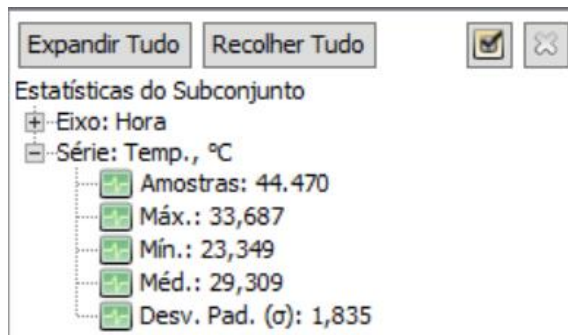 Expandir Tudo Recolher Tudo
Estatísticas do Subconjunto
Eixo: Hora
Série: Temp., °C
Amostras: 44.470
Máx.: 33,687
Mín.: 23,349
Méd.: 29,309
Desv. Pad. (σ): 1,835